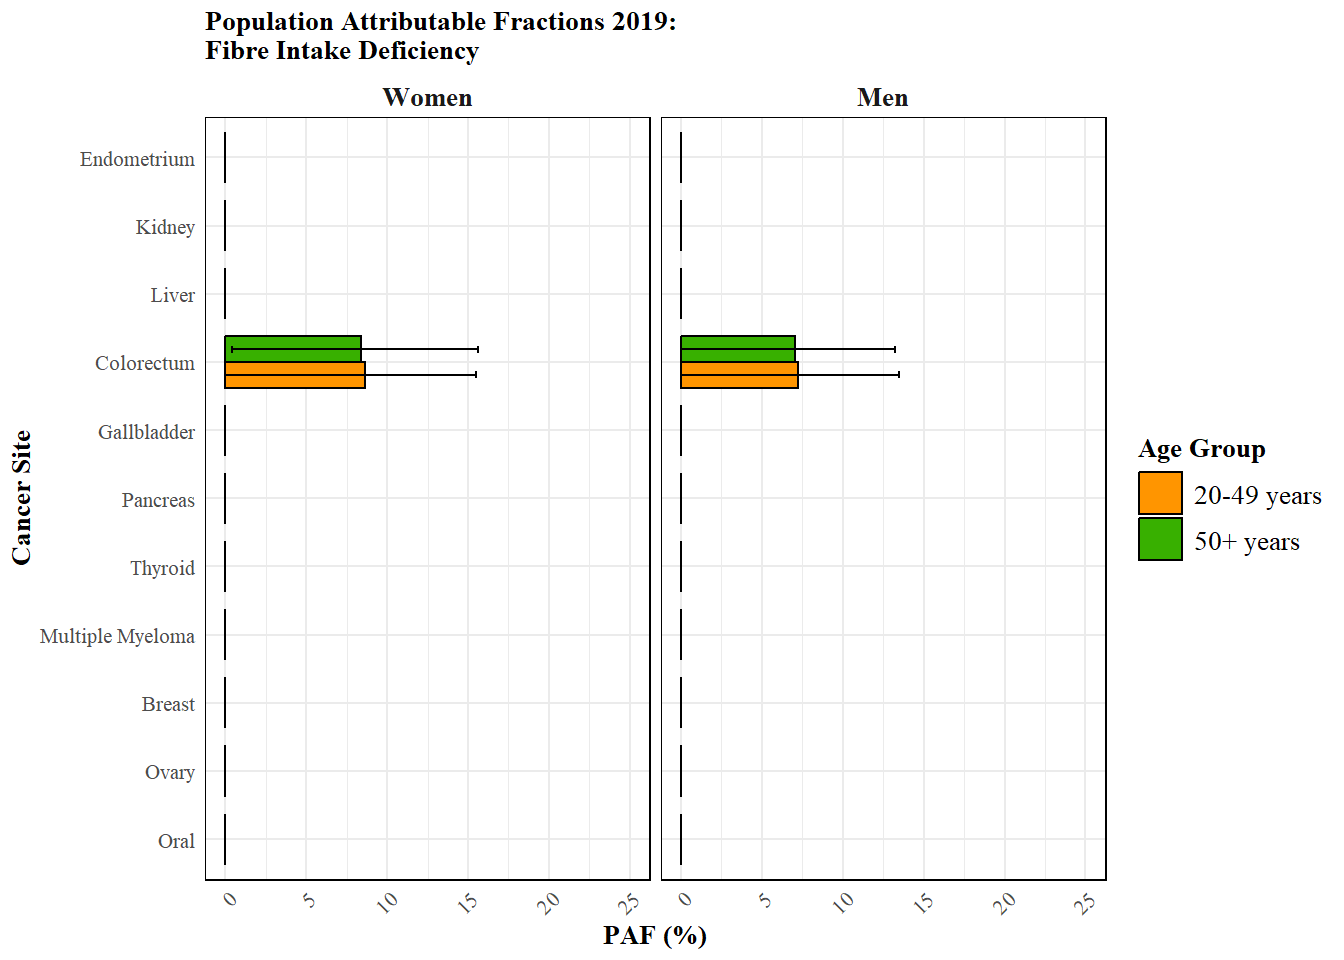 Population Attributable Fractions 2019:
Fibre Intake Deficiency
Women
Men
Endometrium
Kidney
Liver
Colorectum
Gallbladder
Pancreas
Thyroid
Multiple Myeloma
Breast
Ovary
Oral
Cancer Site
0 5 10 15 20 25
0 5 10 15 20 25
PAF (%)
Age Group
20-49 years
50+ years